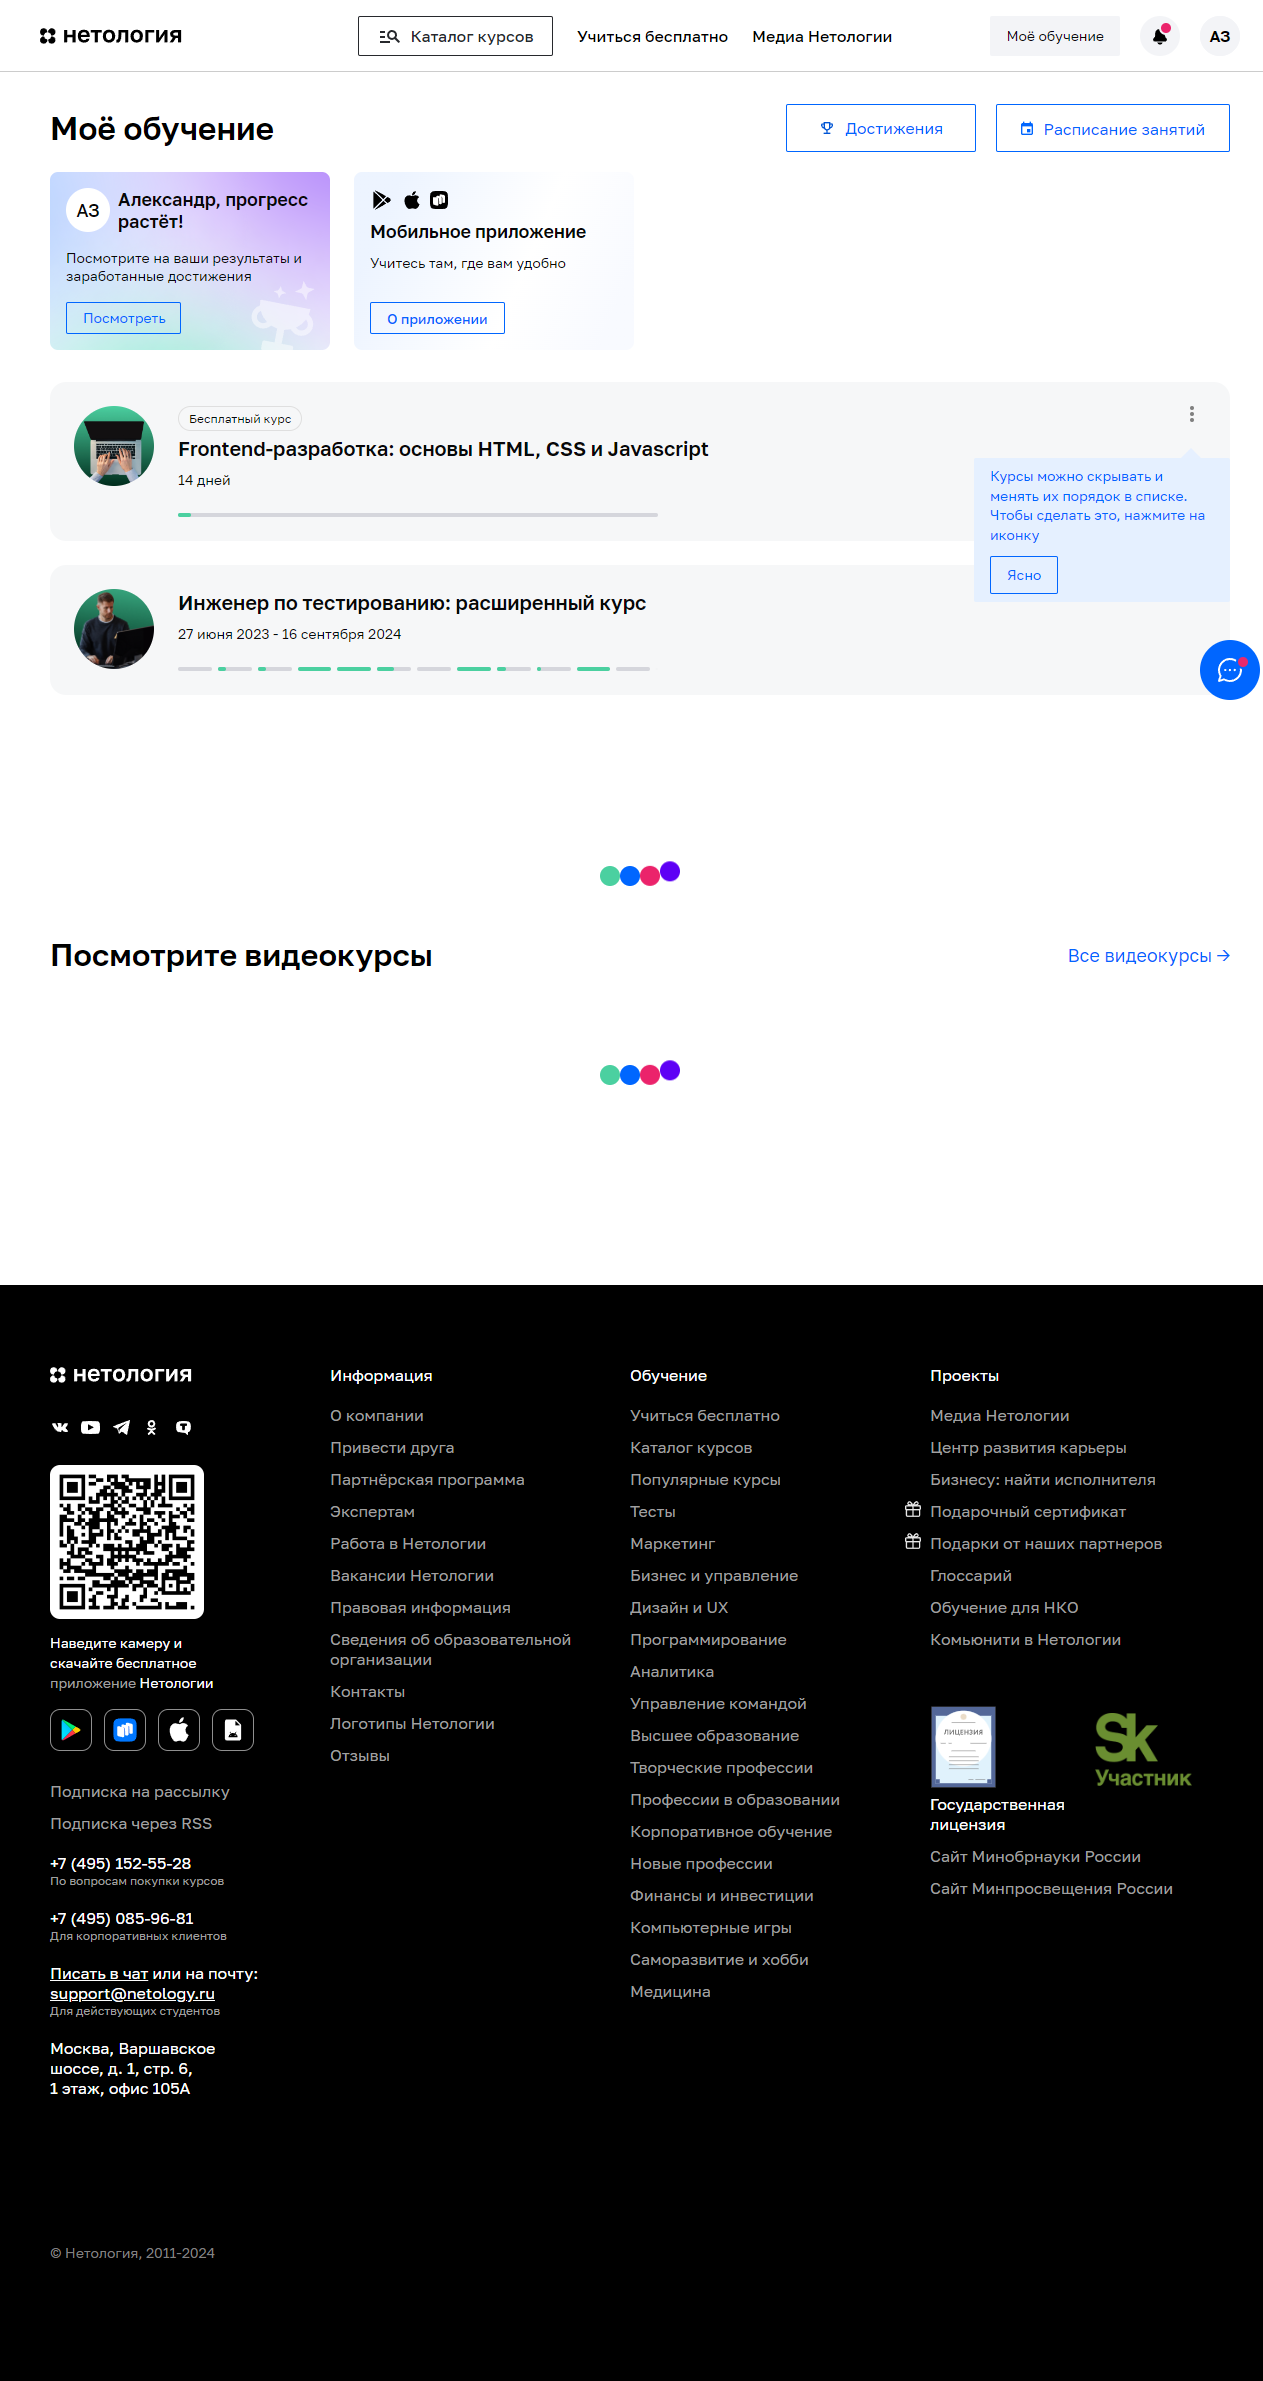 нетология
Каталог курсов
Учиться бесплатно
Медиа Нетологии
Моё обучение
АЗ
Моё обучение
Достижения
Расписание занятий
АЗ
Александр, прогресс
растёт!
Посмотрите на ваши результаты и
заработанные достижения
Посмотреть
Мобильное приложение
Учитесь там, где вам удобно
О приложении
Бесплатный курс
Frontend-разработка: основы HTML, CSS и Javascript
14 дней
Курсы можно скрывать и
менять их порядок в списке.
Чтобы сделать это, нажмите на
иконку
Ясно
Инженер по тестированию: расширенный курс
27 июня 2023 - 16 сентября 2024
Посмотрите видеокурсы
Все видеокурсы →
нетология
Наведите камеру и
скачайте бесплатное
приложение Нетологии
Подписка на рассылку
Подписка через RSS
+7 (495) 152-55-28
По вопросам покупки курсов
+7 (495) 085-96-81
Для корпоративных клиентов
Писать в чат или на почту:
support@netology.ru
Для действующих студентов
Москва, Варшавское
шоссе, д. 1, стр. 6,
1 этаж, офис 105А
Информация
О компании
Привести друга
Партнёрская программа
Экспертам
Работа в Нетологии
Вакансии Нетологии
Правовая информация
Сведения об образовательной
организации
Контакты
Логотипы Нетологии
Отзывы
Обучение
Учиться бесплатно
Каталог курсов
Популярные курсы
Тесты
Маркетинг
Бизнес и управление
Дизайн и UX
Программирование
Аналитика
Управление командой
Высшее образование
Творческие профессии
Профессии в образовании
Корпоративное обучение
Новые профессии
Финансы и инвестиции
Компьютерные игры
Саморазвитие и хобби
Медицина
Проекты
Медиа Нетологии
Центр развития карьеры
Бизнесу: найти исполнителя
Подарочный сертификат
Подарки от наших партнеров
Глоссарий
Обучение для НКО
Комьюнити в Нетологии
ЛИЦЕНЗИЯ
Sk
Участник
Государственная
лицензия
Сайт Минобрнауки России
Сайт Минпросвещения России
© Нетология, 2011-2024